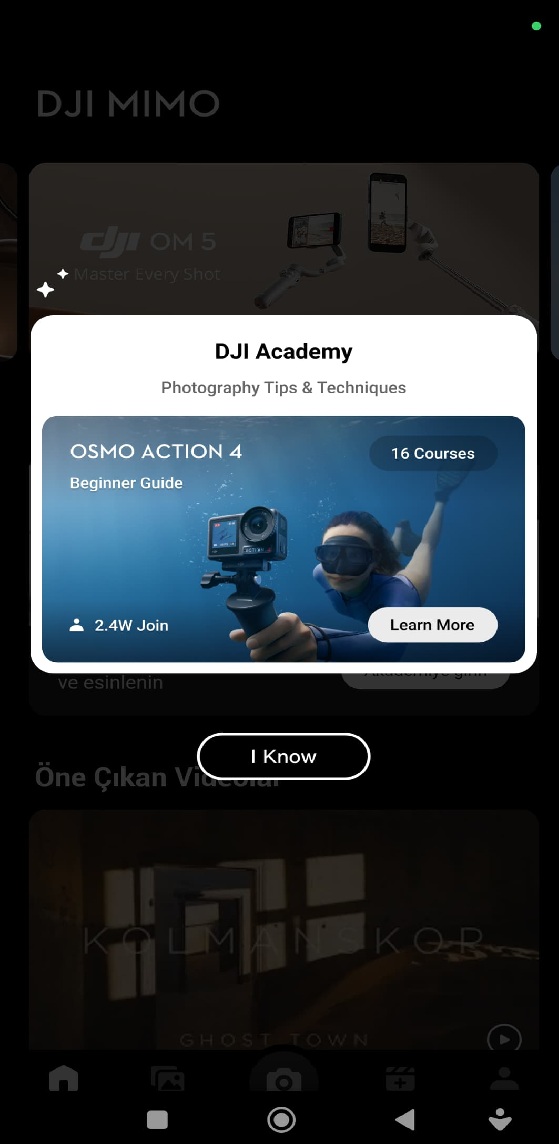 DJI MIMO
dji OM 5
Master Every Shot
DJI Academy
Photography Tips & Techniques
OSMO ACTION 4
16 Courses
Beginner Guide
2.4W Join
Learn More
ve esinlenin
I Know
Öne Çıkan Videolar
KOLMANSKOP
GHOST TOWN